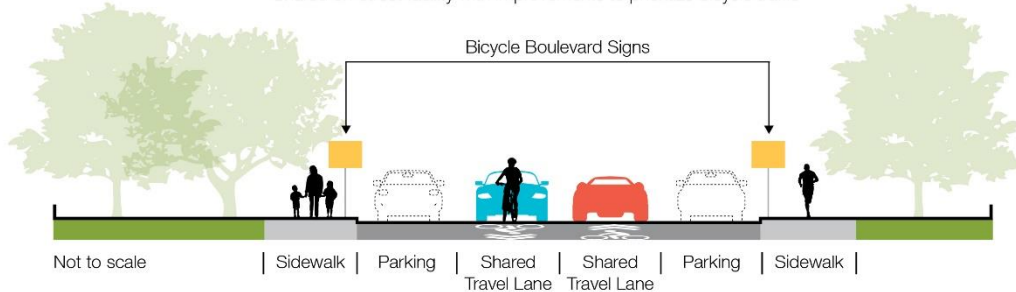 Bicycle Boulevard Signs
Not to scale
Sidewalk
Parking
Shared
Travel Lane
Shared
Travel Lane
Parking
Sidewalk